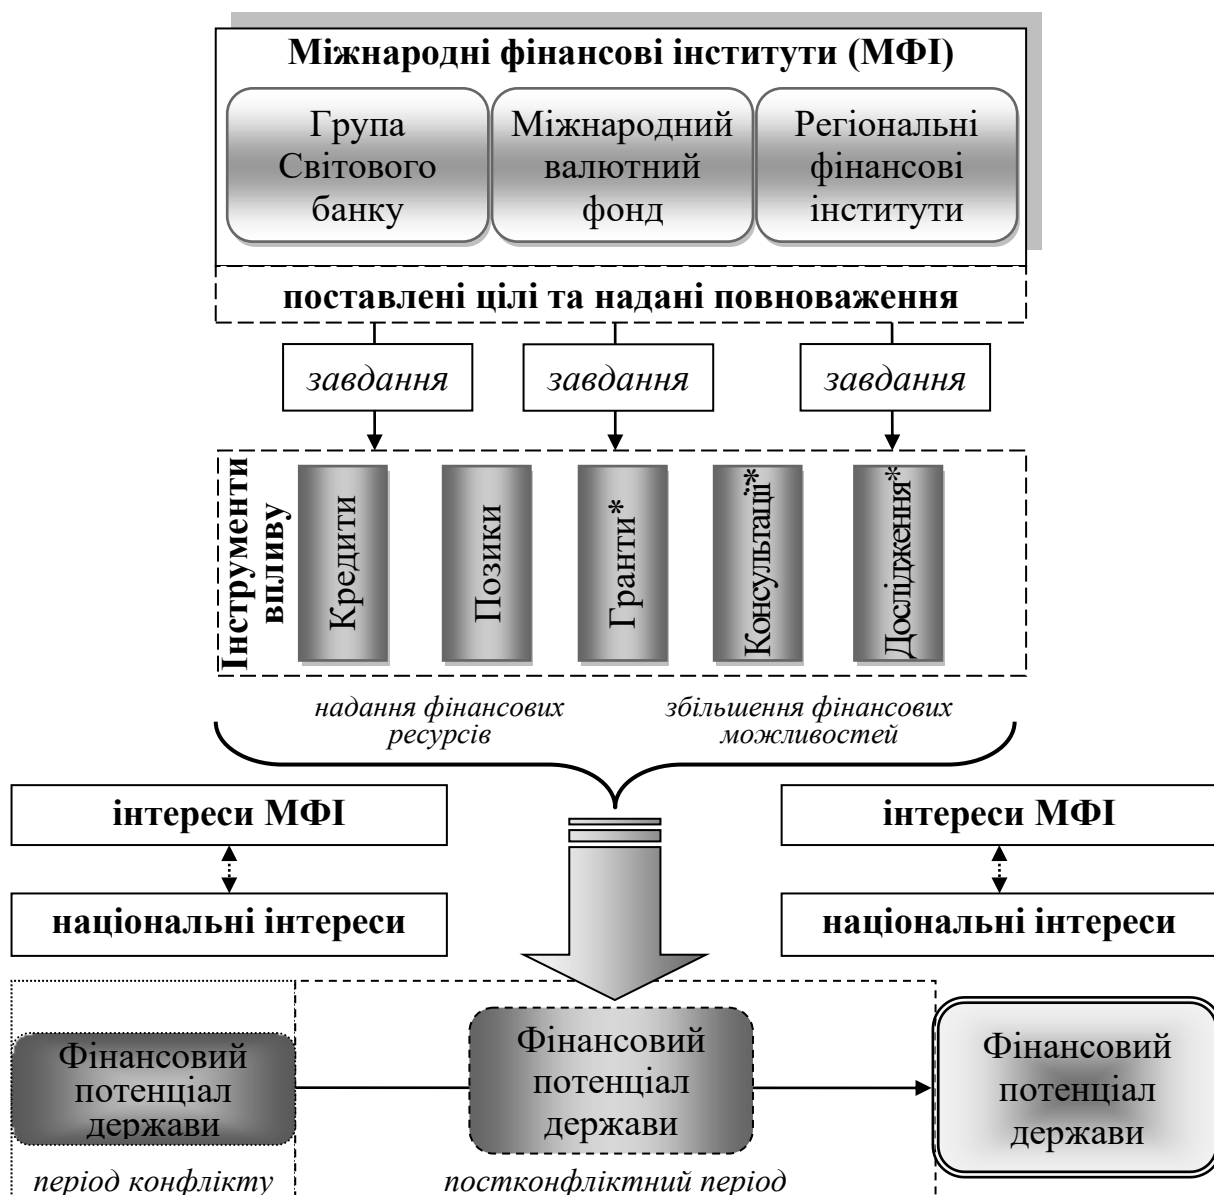 Міжнародні фінансові інститути (МФІ)
Група
Світового
банку
Міжнародний
валютний
фонд
Регіональні
фінансові
інститути
поставлені цілі та надані повноваження
завдання
завдання
завдання
Інструменти
впливу
Кредити
Позики
Гранти*
Консультації*
Дослідження*
надання фінансових
ресурсів
збільшення фінансових
можливостей
інтереси МФІ
національні інтереси
інтереси МФІ
національні інтереси
Фінансовий
потенціал
держави
Фінансовий
потенціал
держави
Фінансовий
потенціал
держави
період конфлікту
постконфліктний період